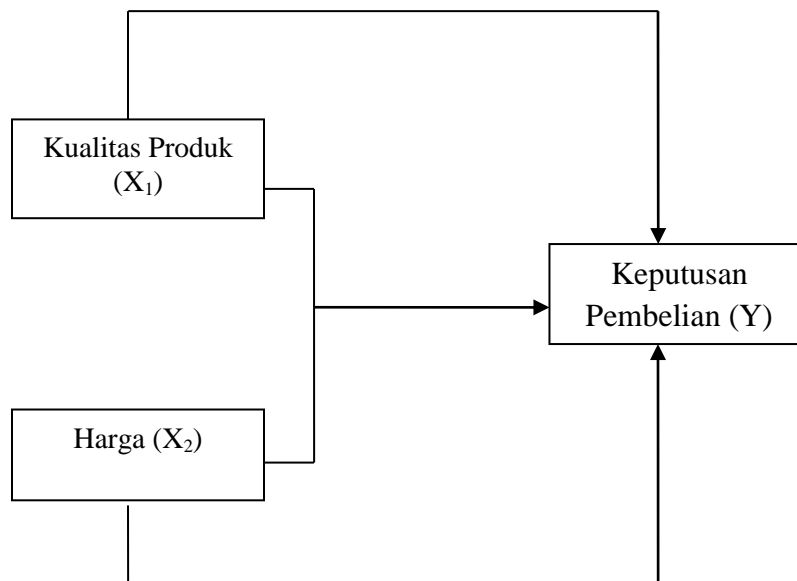 Kualitas Produk
(X₁)
Keputusan
Pembelian (Y)
Harga (X₂)